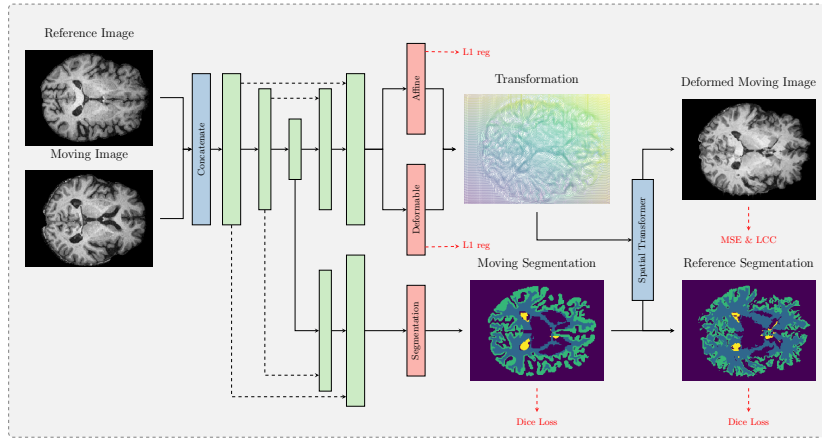 Reference Image
Moving Image
Concatenate
Affine
L1 reg
Deformable
L1 reg
Transformation
Deformed Moving Image
MSE & LCC
Spatial Transformer
Segmentation
Moving Segmentation
Dice Loss
Reference Segmentation
Dice Loss